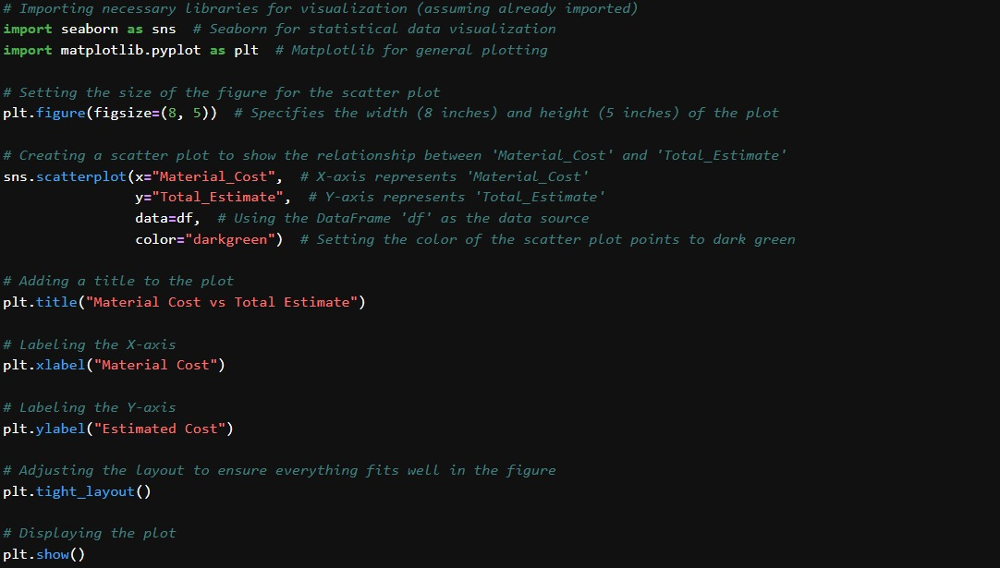 # Importing necessary libraries for visualization (assuming already imported)
import seaborn as sns  # Seaborn for statistical data visualization
import matplotlib.pyplot as plt  # Matplotlib for general plotting

# Setting the size of the figure for the scatter plot
plt.figure(figsize=(8, 5))  # Specifies the width (8 inches) and height (5 inches) of the plot

# Creating a scatter plot to show the relationship between 'Material_Cost' and 'Total_Estimate'
sns.scatterplot(x="Material_Cost",  # X-axis represents 'Material_Cost'
                y="Total_Estimate",  # Y-axis represents 'Total_Estimate'
                data=df,  # Using the DataFrame 'df' as the data source
                color="darkgreen")  # Setting the color of the scatter plot points to dark green

# Adding a title to the plot
plt.title("Material Cost vs Total Estimate")

# Labeling the X-axis
plt.xlabel("Material Cost")

# Labeling the Y-axis
plt.ylabel("Estimated Cost")

# Adjusting the layout to ensure everything fits well in the figure
plt.tight_layout()

# Displaying the plot
plt.show()